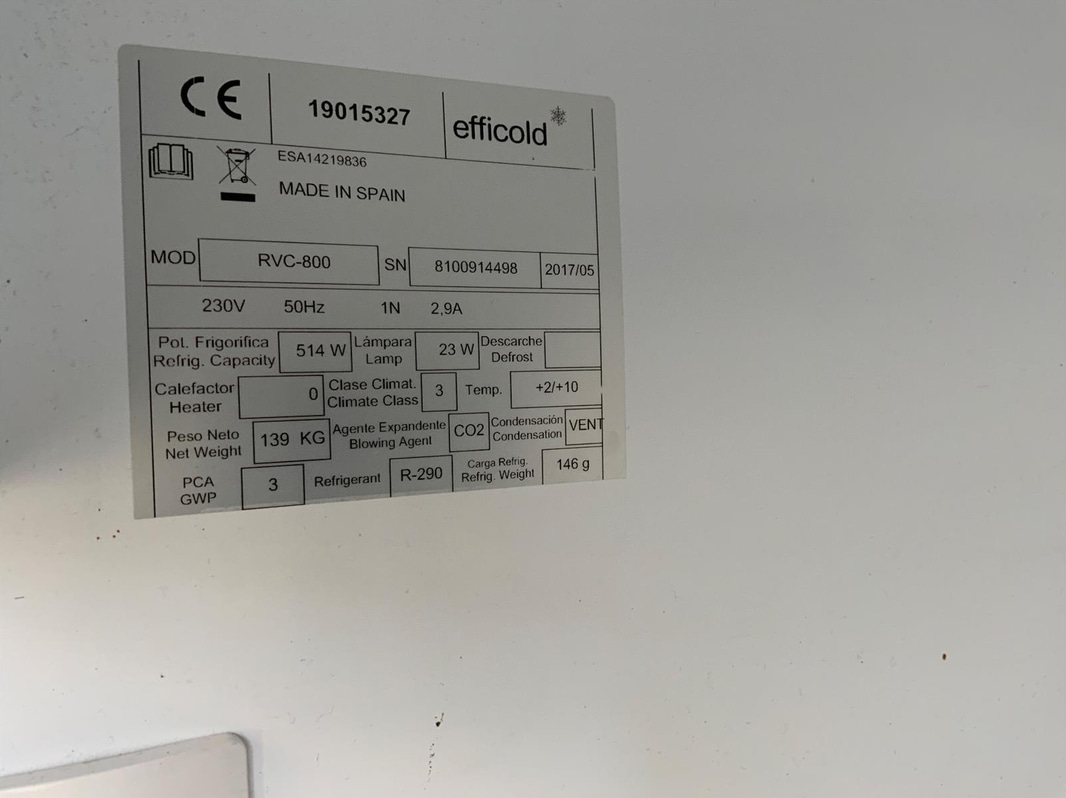 CE 19015327 efficold
ESA14219836
MADE IN SPAIN
MOD RVC-800 SN 8100914498 2017/05
230V 50Hz 1N 2,9A
Pot. Frigorifica
Refrig. Capacity 514 W Lámpara
Lamp 23 W Descarche
Defrost
Calefactor
Heater 0 Clase Climat.
Climate Class 3 Temp. +2/+10
Peso Neto
Net Weight 139 KG Agente Expandente
Blowing Agent CO2 Condensación
Condensation VENT
PCA
GWP 3 Refrigerant R-290 Carga Refrig.
Refrig. Weight 146 g